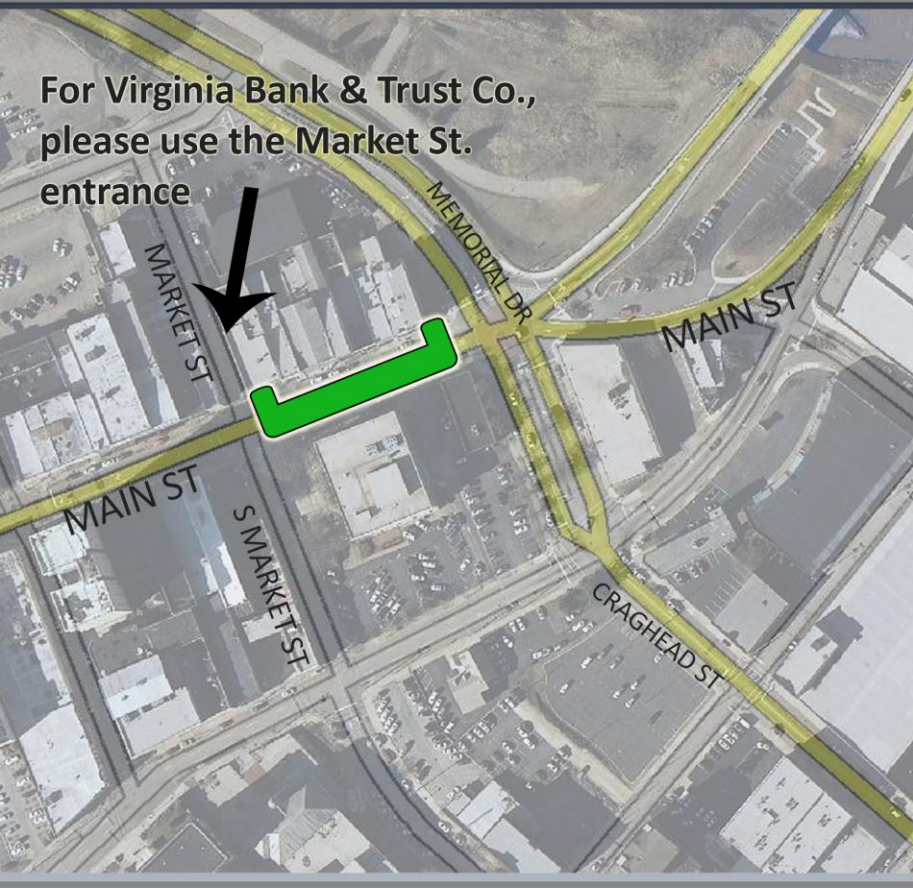 For Virginia Bank & Trust Co.,
please use the Market St.
entrance
MEMORIAL DR
MARKET ST
MAIN ST
MAIN ST
S MARKET ST
CRAGHEAD ST